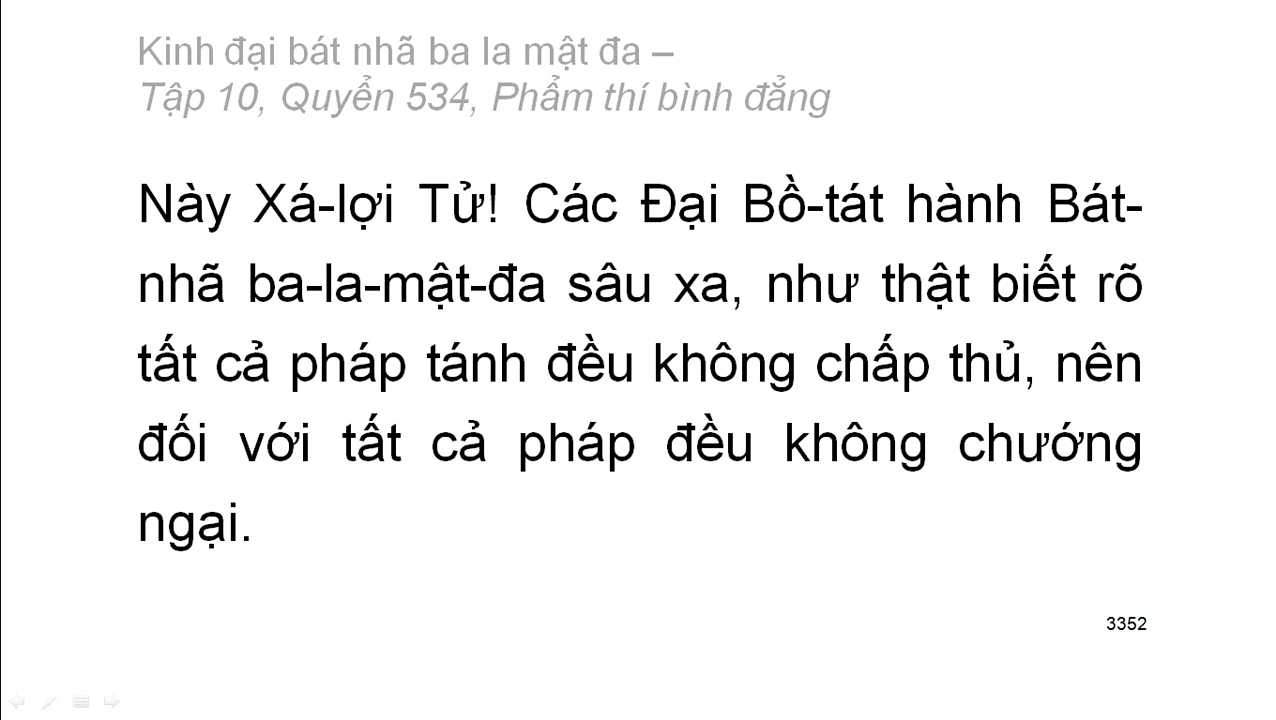 Kinh đại bát nhã ba la mật đa –
Tập 10, Quyển 534, Phẩm thí bình đẳng
Này Xá-lợi Tử! Các Đại Bồ-tát hành Bát-
nhã ba-la-mật-đa sâu xa, như thật biết rõ
tất cả pháp tánh đều không chấp thủ, nên
đối với tất cả pháp đều không chướng
ngại.
3352